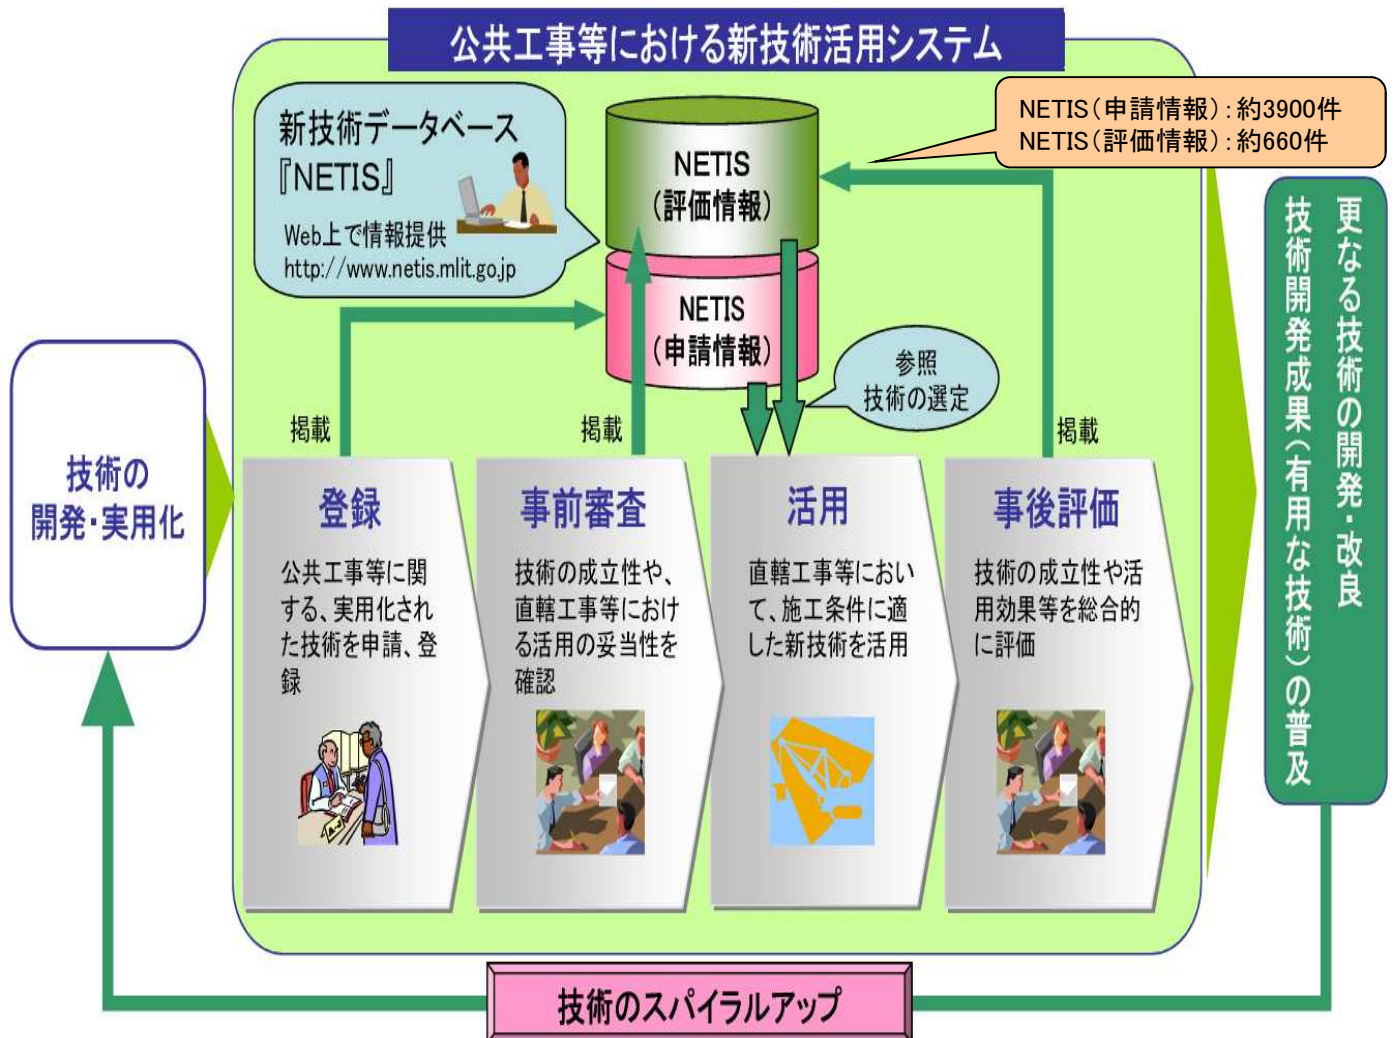 公共工事等における新技術活用システム
新技術データベース
『NETIS』
Web上で情報提供
http://www.netis.mlit.go.jp
NETIS
(評価情報)
NETIS
(申請情報)
NETIS(申請情報):約3900件
NETIS(評価情報):約660件
参照
技術の選定
掲載
掲載
掲載
技術の
開発・実用化
登録
公共工事等に関
する、実用化され
た技術を申請、登
録
事前審査
技術の成立性や、
直轄工事等におけ
る活用の妥当性を
確認
活用
直轄工事等におい
て、施工条件に適
した新技術を活用
事後評価
技術の成立性や活
用効果等を総合的
に評価
更なる技術の開発・改良
技術開発成果(有用な技術)の普及
技術のスパイラルアップ